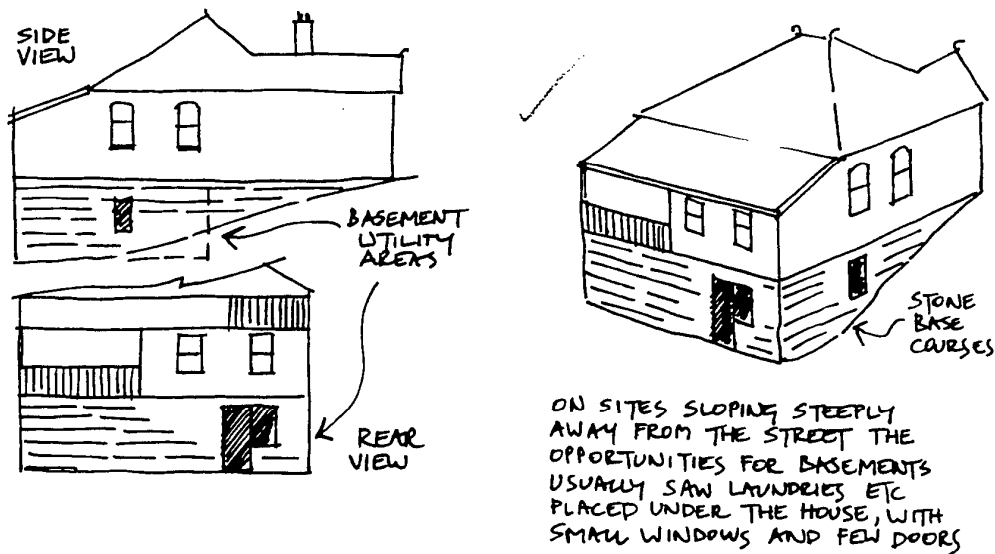 SIDE
VIEW
BASEMENT
UTILITY
AREAS
REAR
VIEW
STONE
BASE
COURSES
ON SITES SLOPING STEEPLY
AWAY FROM THE STREET THE
OPPORTUNITIES FOR BASEMENTS
USUALLY SAW LAUNDRIES ETC
PLACED UNDER THE HOUSE, WITH
SMALL WINDOWS AND FEW DOORS